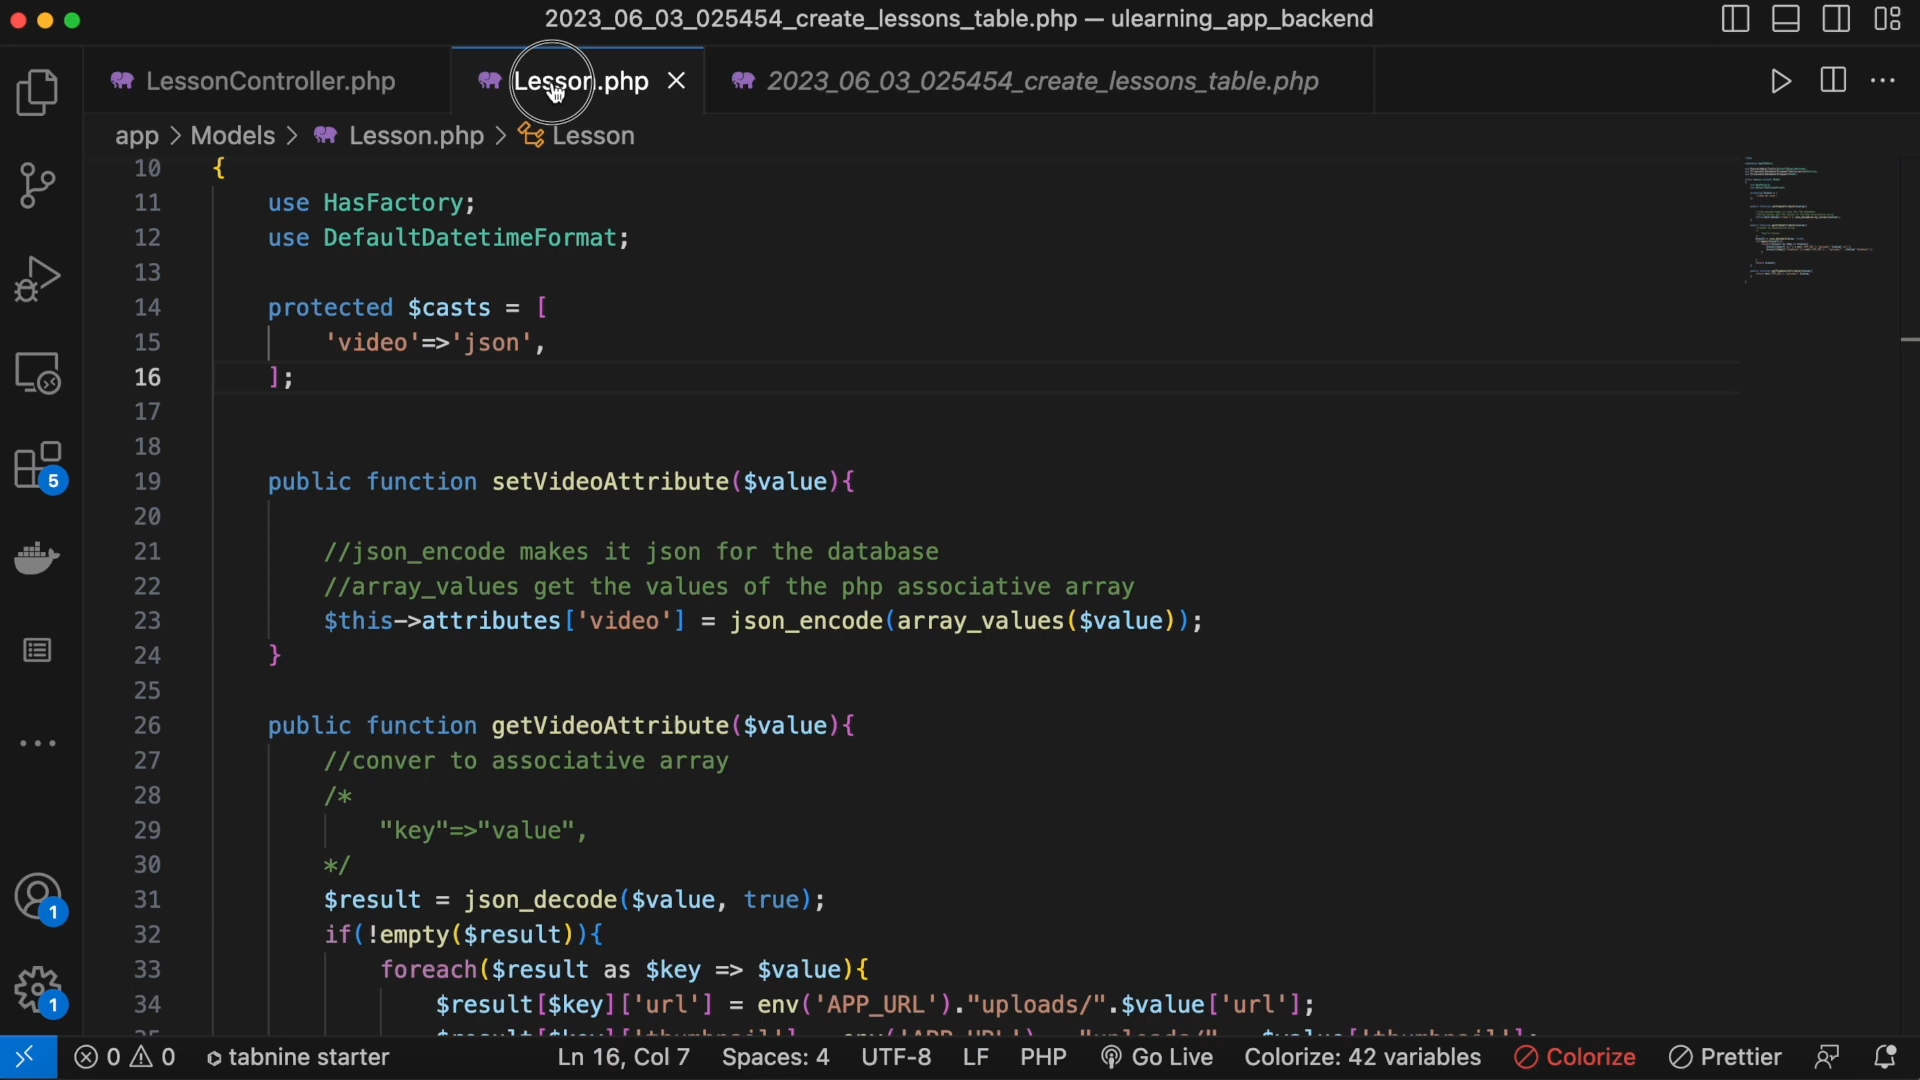 2023_06_03_025454_create_lessons_table.php — ulearning_app_backend
LessonController.php
Lesson.php
2023_06_03_025454_create_lessons_table.php
app > Models > Lesson.php > Lesson
10 {
11 use HasFactory;
12 use DefaultDatetimeFormat;
13
14 protected $casts = [
15 'video'=>'json',
16 ];
17
18
19 public function setVideoAttribute($value){
20
21 //json_encode makes it json for the database
22 //array_values get the values of the php associative array
23 $this->attributes['video'] = json_encode(array_values($value));
24 }
25
26 public function getVideoAttribute($value){
27 //conver to associative array
28 /*
29 "key"=>"value",
30 */
31 $result = json_decode($value, true);
32 if(!empty($result)){
33 foreach($result as $key => $value){
34 $result[$key]['url'] = env('APP_URL')."uploads/".$value['url'];
5
1
1
0 0 tabnine starter Ln 16, Col 7 Spaces: 4 UTF-8 LF PHP Go Live Colorize: 42 variables Colorize Prettier